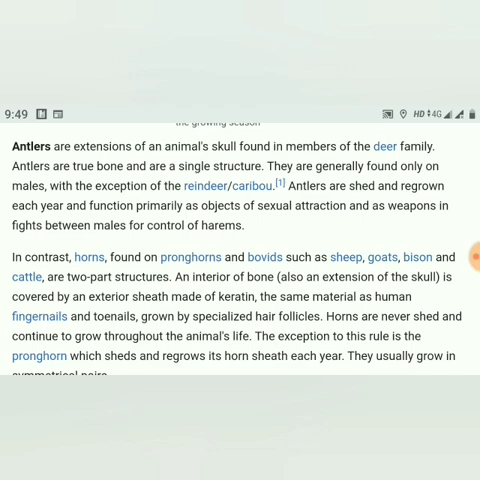 9:49 HD 4G
the growing season
Antlers are extensions of an animal's skull found in members of the deer family.
Antlers are true bone and are a single structure. They are generally found only on
males, with the exception of the reindeer/caribou.[1] Antlers are shed and regrown
each year and function primarily as objects of sexual attraction and as weapons in
fights between males for control of harems.
In contrast, horns, found on pronghorns and bovids such as sheep, goats, bison and
cattle, are two-part structures. An interior of bone (also an extension of the skull) is
covered by an exterior sheath made of keratin, the same material as human
fingernails and toenails, grown by specialized hair follicles. Horns are never shed and
continue to grow throughout the animal's life. The exception to this rule is the
pronghorn which sheds and regrows its horn sheath each year. They usually grow in
symmetrical pairs.